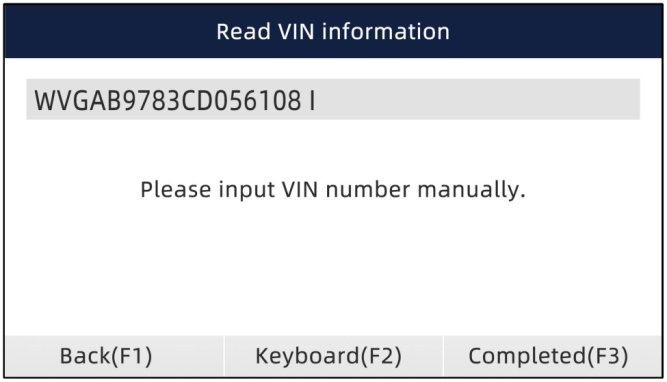 Read VIN information
WVGAB9783CD056108 I
Please input VIN number manually.
Back(F1) Keyboard(F2) Completed(F3)